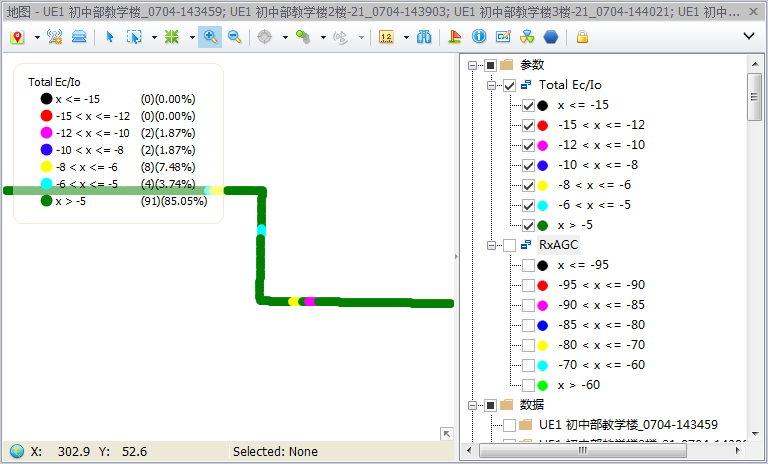 地图 - UE1 初中部教学楼_0704-143459; UE1 初中部教学楼2楼-21_0704-143903; UE1 初中部教学楼3楼-21_0704-144021; UE1 初中...
Total Ec/Io
x <= -15 (0)(0.00%)
-15 < x <= -12 (0)(0.00%)
-12 < x <= -10 (2)(1.87%)
-10 < x <= -8 (2)(1.87%)
-8 < x <= -6 (8)(7.48%)
-6 < x <= -5 (4)(3.74%)
x > -5 (91)(85.05%)
参数
Total Ec/Io
x <= -15
-15 < x <= -12
-12 < x <= -10
-10 < x <= -8
-8 < x <= -6
-6 < x <= -5
x > -5
RxAGC
x <= -95
-95 < x <= -90
-90 < x <= -85
-85 < x <= -80
-80 < x <= -70
-70 < x <= -60
x > -60
数据
UE1 初中部教学楼_0704-143459
X: 302.9 Y: 52.6 Selected: None